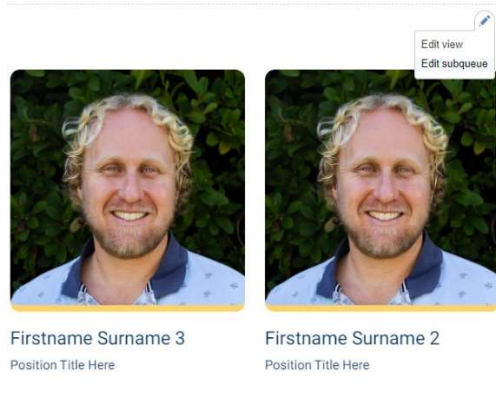 Edit view
Edit subqueue
Firstname Surname 3
Firstname Surname 2
Position Title Here
Position Title Here